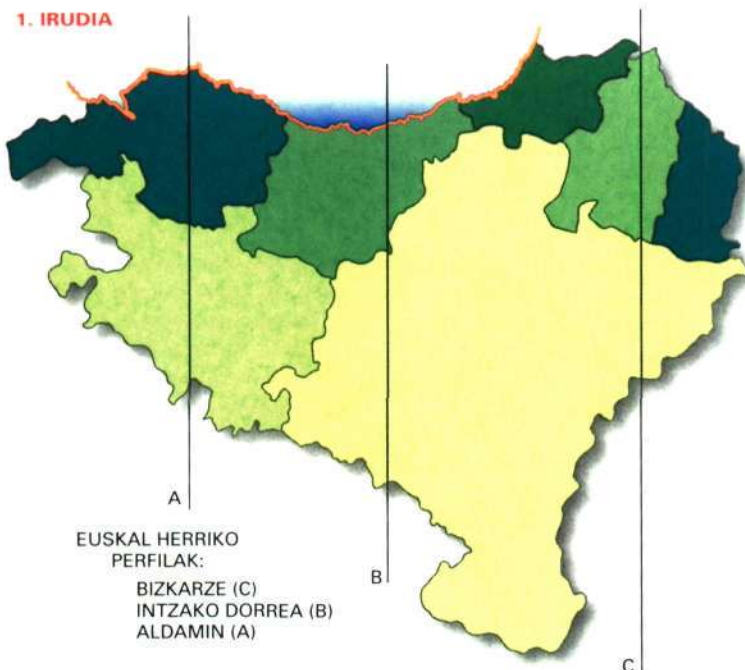 1. IRUDIA
A
B
C
EUSKAL HERRIKO
PERFILAK:
BIZKARZE (C)
INTZAKO DORREA (B)
ALDAMIN (A)